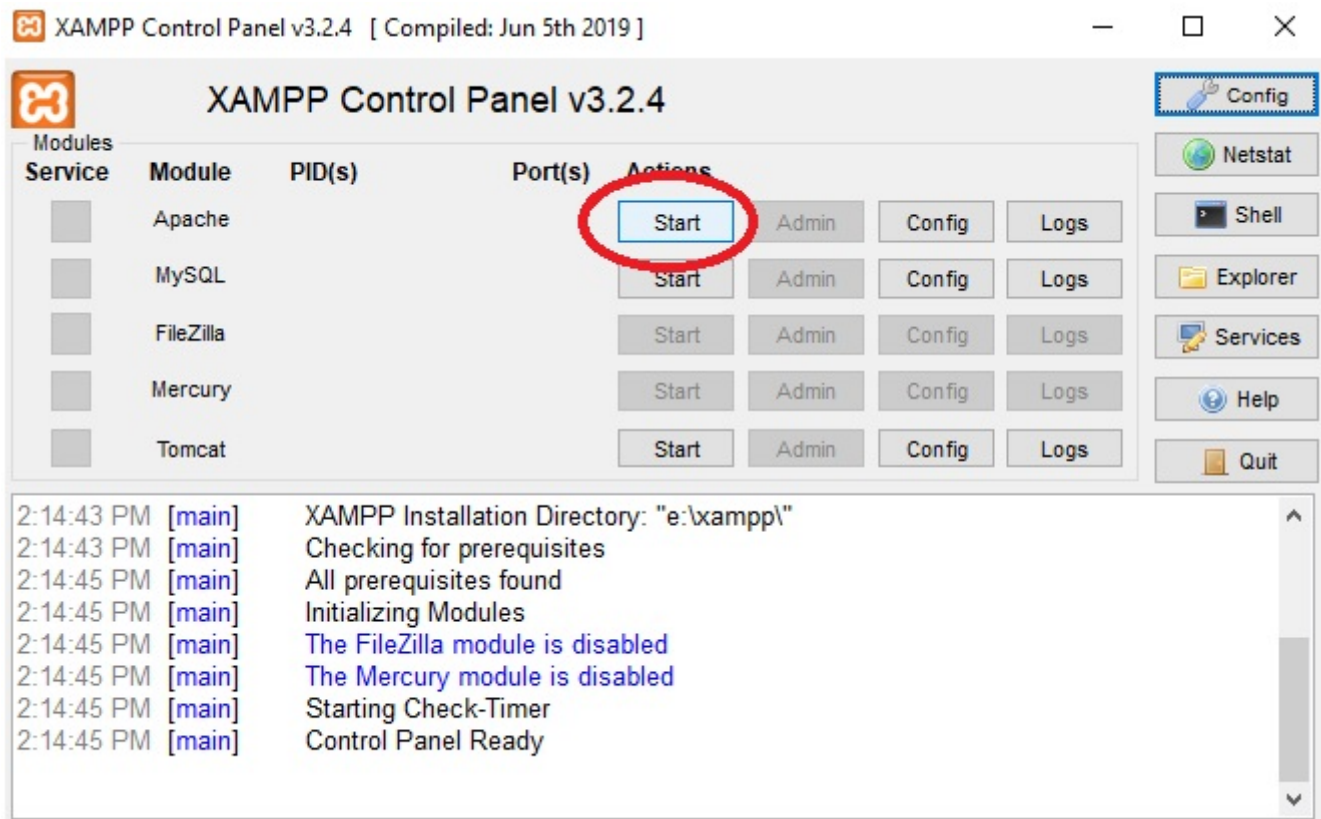 XAMPP Control Panel v3.2.4 [ Compiled: Jun 5th 2019 ]
XAMPP Control Panel v3.2.4
Config
Modules
Service Module PID(s) Port(s) Actions
Netstat
Apache Start Admin Config Logs
Shell
MySQL Start Admin Config Logs
Explorer
FileZilla Start Admin Config Logs
Services
Mercury Start Admin Config Logs
Help
Tomcat Start Admin Config Logs
Quit
2:14:43 PM [main] XAMPP Installation Directory: "e:\xampp\"
2:14:43 PM [main] Checking for prerequisites
2:14:45 PM [main] All prerequisites found
2:14:45 PM [main] Initializing Modules
2:14:45 PM [main] The FileZilla module is disabled
2:14:45 PM [main] The Mercury module is disabled
2:14:45 PM [main] Starting Check-Timer
2:14:45 PM [main] Control Panel Ready